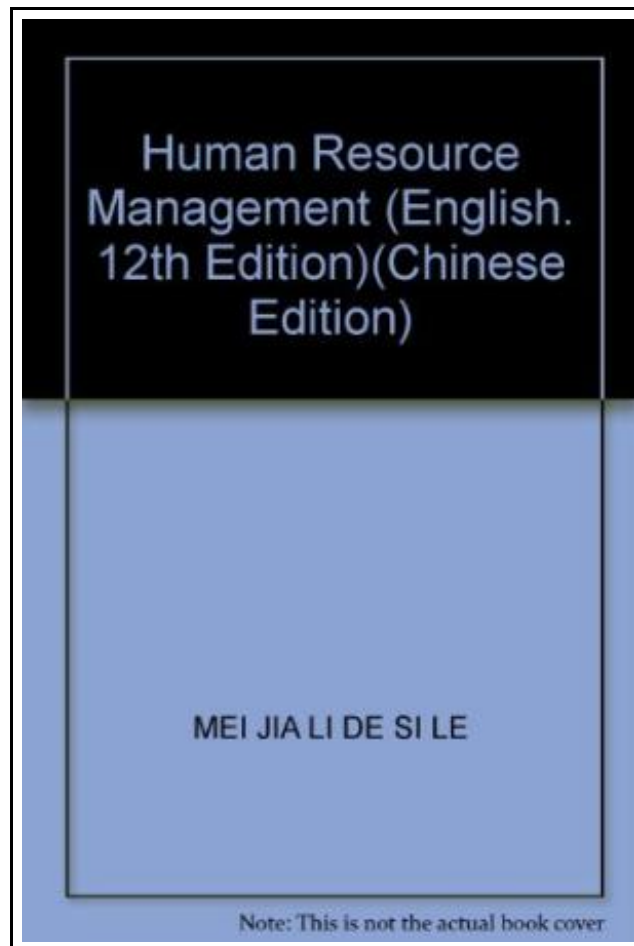 Human Resource
Management (English.
12th Edition)(Chinese
Edition)
MEI JIA LI DE SI LE
Note: This is not the actual book cover